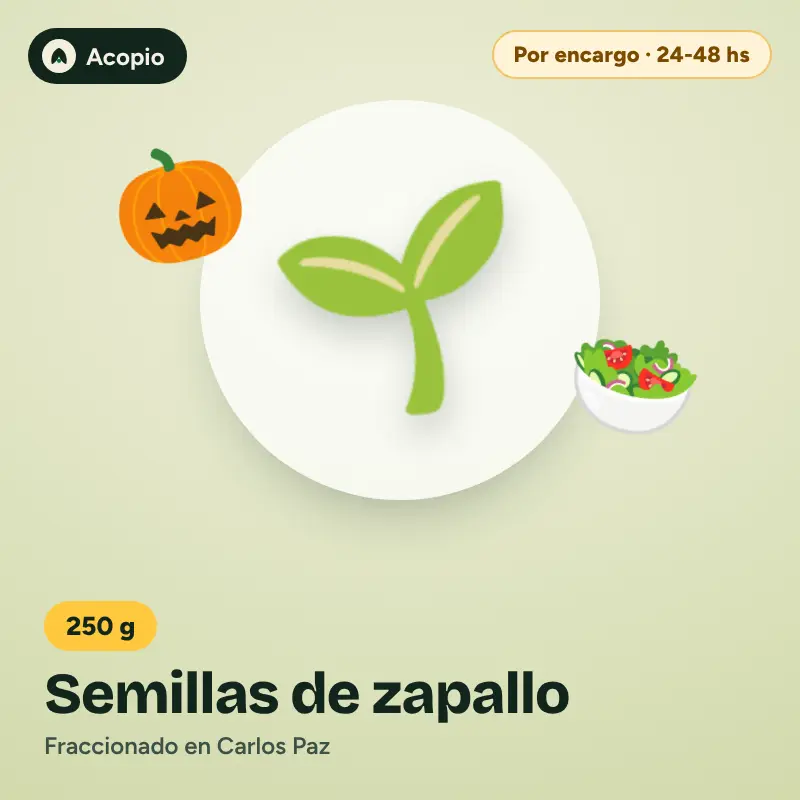 Acopio
Por encargo · 24-48 hs
250 g
Semillas de zapallo
Fraccionado en Carlos Paz